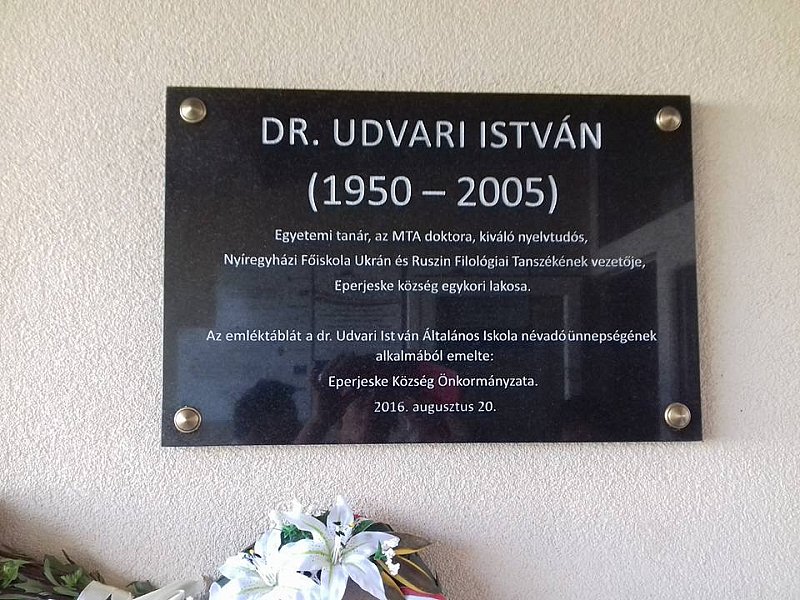 DR. UDVARI ISTVÁN
(1950 – 2005)
Egyetemi tanár, az MTA doktora, kiváló nyelvtudós,
Nyíregyházi Főiskola Ukrán és Ruszin Filológiai Tanszékének vezetője,
Eperjeske község egykori lakosa.
Az emléktáblát a dr. Udvari István Általános Iskola névadó ünnepségének
alkalmából emelte:
Eperjeske Község Önkormányzata.
2016. augusztus 20.